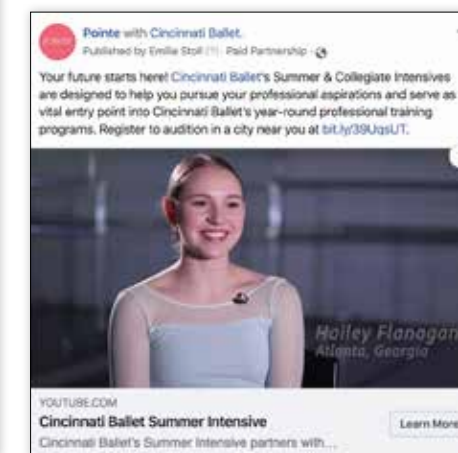 Pointe with Cincinnati Ballet.
Published by Emilie Stoll · Paid Partnership ·
Your future starts here! Cincinnati Ballet's Summer & Collegiate Intensives
are designed to help you pursue your professional aspirations and serve as
vital entry point into Cincinnati Ballet's year-round professional training
programs. Register to audition in a city near you at bit.ly/39UqsUT.
Hailey Flanagan
Atlanta, Georgia
YOUTUBE.COM
Cincinnati Ballet Summer Intensive
Learn More
Cincinnati Ballet's Summer Intensive partners with...